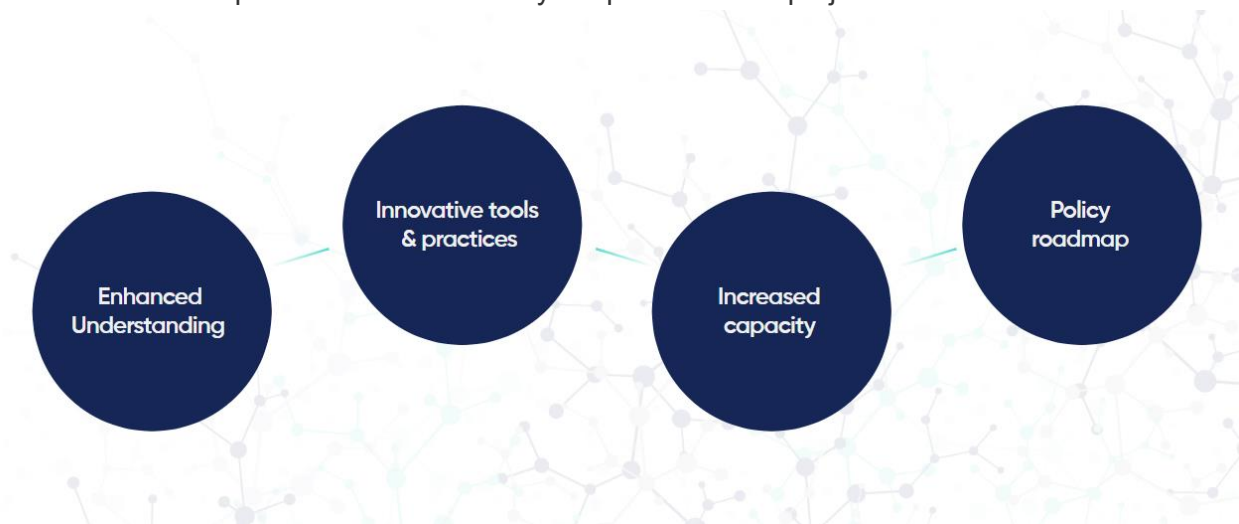 Enhanced
Understanding
Innovative tools
& practices
Increased
capacity
Policy
roadmap